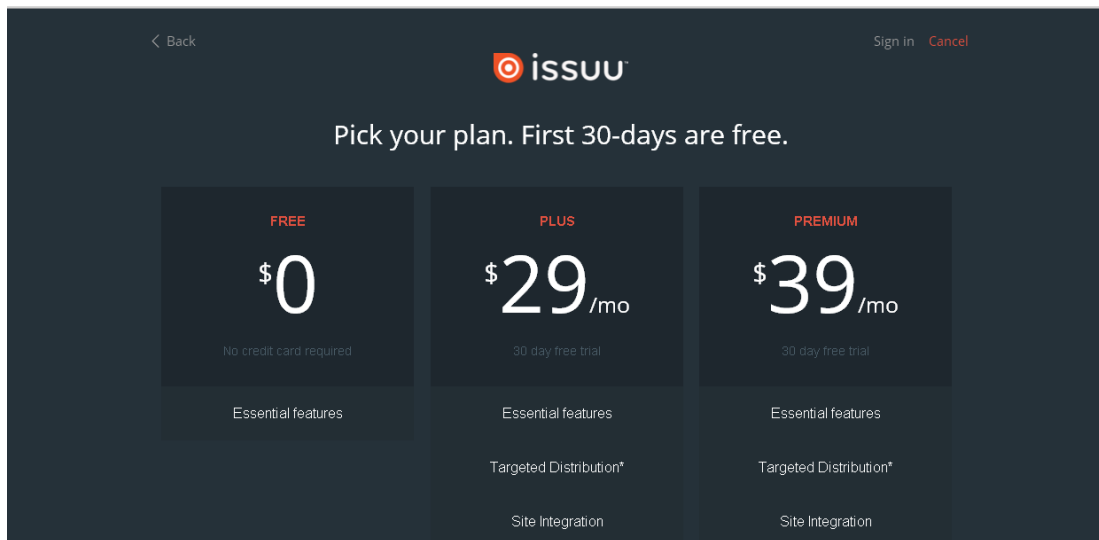 Back
Sign in Cancel
issuu
Pick your plan. First 30-days are free.
FREE
$0
No credit card required
Essential features
PLUS
$29/mo
30 day free trial
Essential features
Targeted Distribution*
Site Integration
PREMIUM
$39/mo
30 day free trial
Essential features
Targeted Distribution*
Site Integration